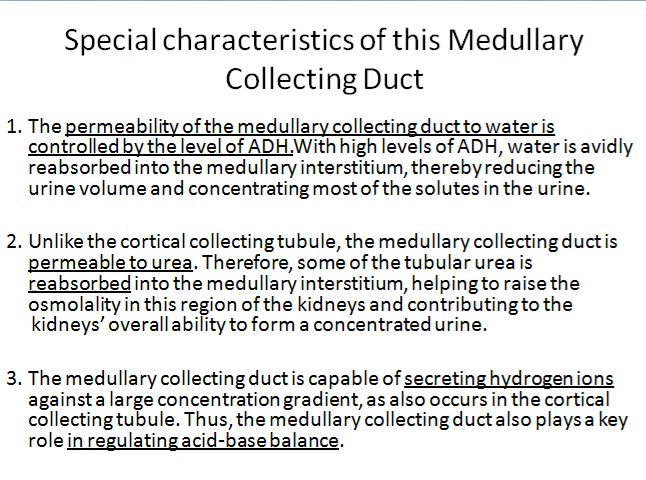 Special characteristics of this Medullary
Collecting Duct
1. The permeability of the medullary collecting duct to water is
controlled by the level of ADH.With high levels of ADH, water is avidly
reabsorbed into the medullary interstitium, thereby reducing the
urine volume and concentrating most of the solutes in the urine.
2. Unlike the cortical collecting tubule, the medullary collecting duct is
permeable to urea. Therefore, some of the tubular urea is
reabsorbed into the medullary interstitium, helping to raise the
osmolality in this region of the kidneys and contributing to the
kidneys’ overall ability to form a concentrated urine.
3. The medullary collecting duct is capable of secreting hydrogen ions
against a large concentration gradient, as also occurs in the cortical
collecting tubule. Thus, the medullary collecting duct also plays a key
role in regulating acid-base balance.